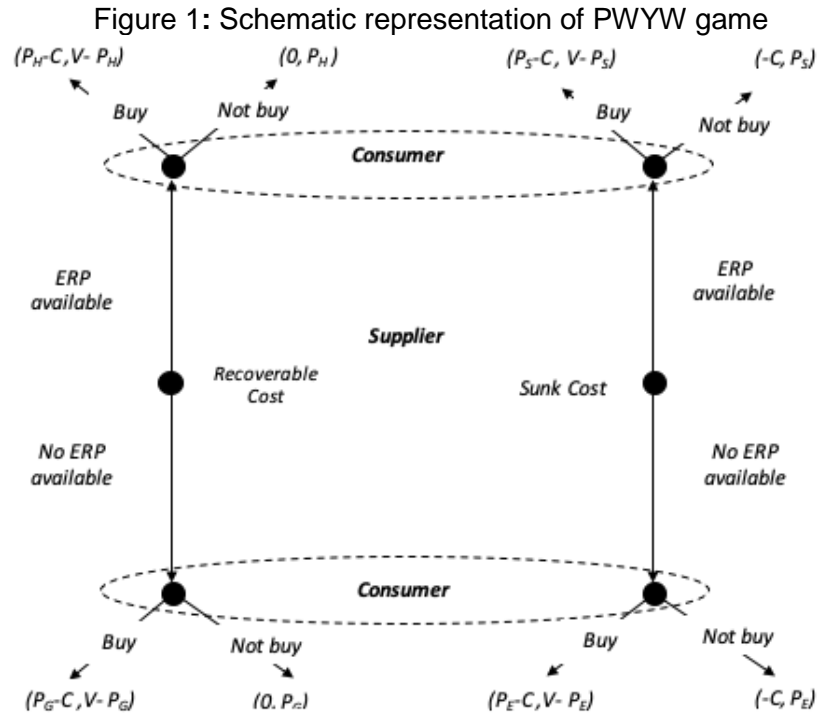 Figure 1: Schematic representation of PWYW game
(P_H-C,V- P_H) (0, P_H) (P_S-C, V- P_S) (-C, P_S)
Buy Not buy Buy Not buy
Consumer
ERP available ERP available
Supplier
Recoverable Cost Sunk Cost
No ERP available No ERP available
Consumer
Buy Not buy Buy Not buy
(P_G-C,V- P_G) (0, P_G) (P_E-C,V- P_E) (-C, P_E)